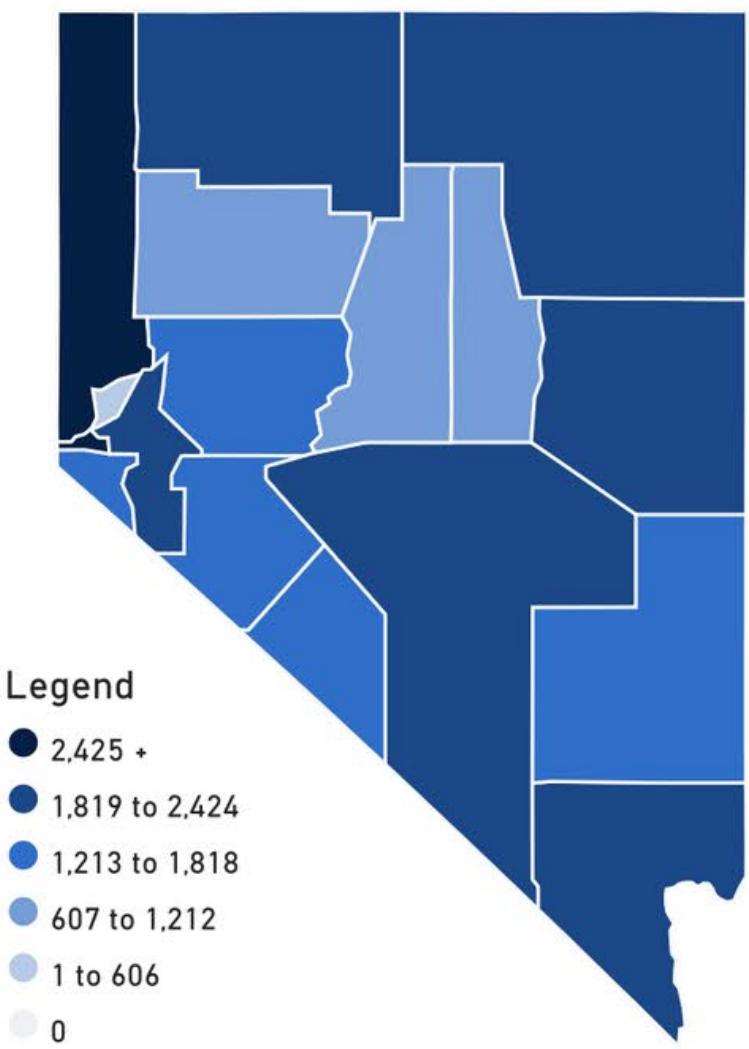 Legend
2,425 +
1,819 to 2,424
1,213 to 1,818
607 to 1,212
1 to 606
0